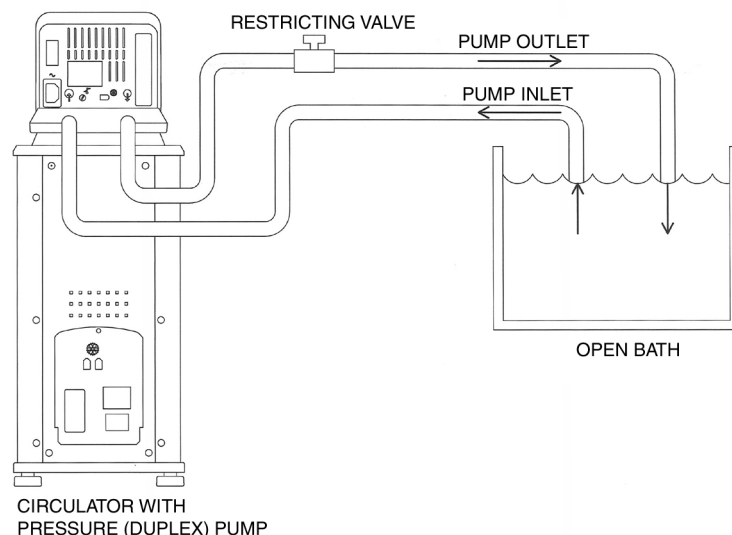 RESTRICTING VALVE
PUMP OUTLET
PUMP INLET
OPEN BATH
CIRCULATOR WITH
PRESSURE (DUPLEX) PUMP